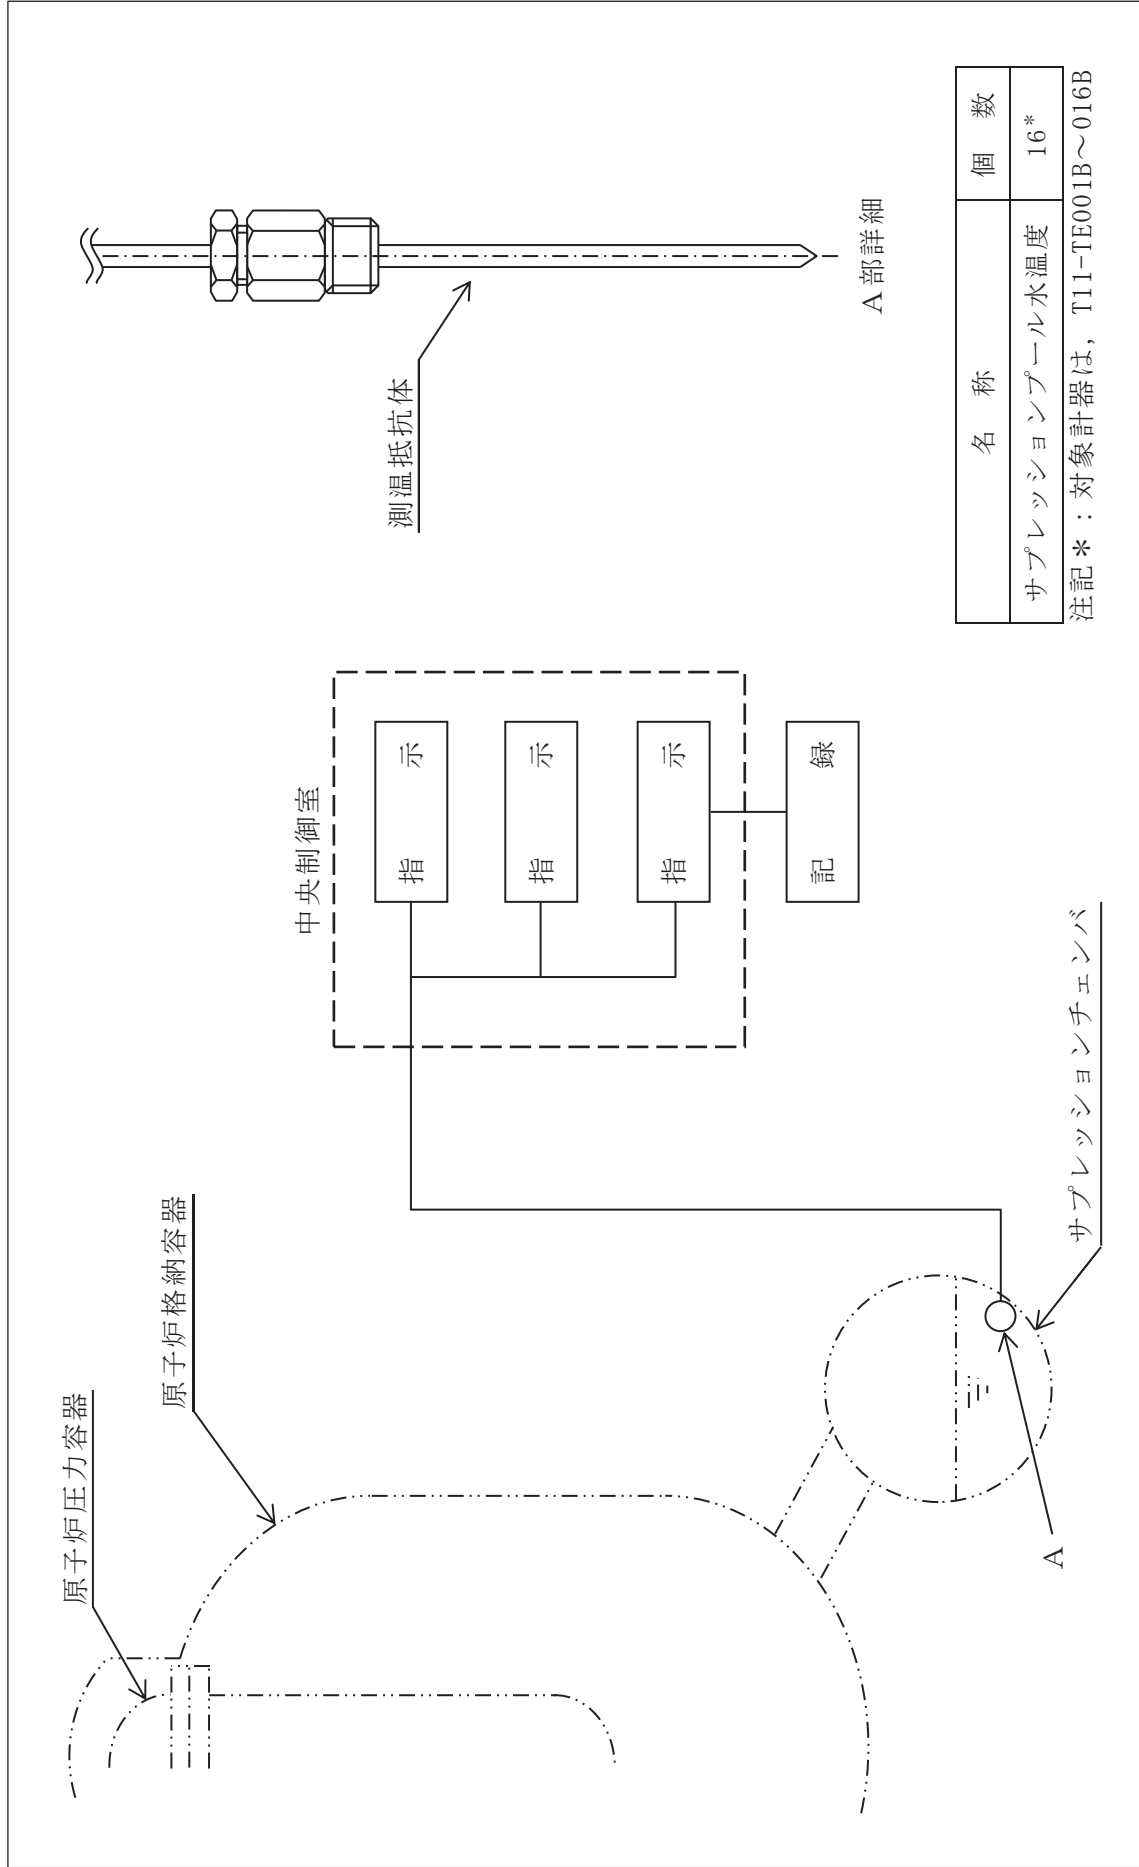 原子炉圧力容器
原子炉格納容器
中央制御室
指　示
指　示
指　示
記　録
サプレッションチェンバ
A
測温抵抗体
A部詳細
名　称　個　数
サプレッションプール水温度　16*
注記＊：対象計器は，T11-TE001B～016B